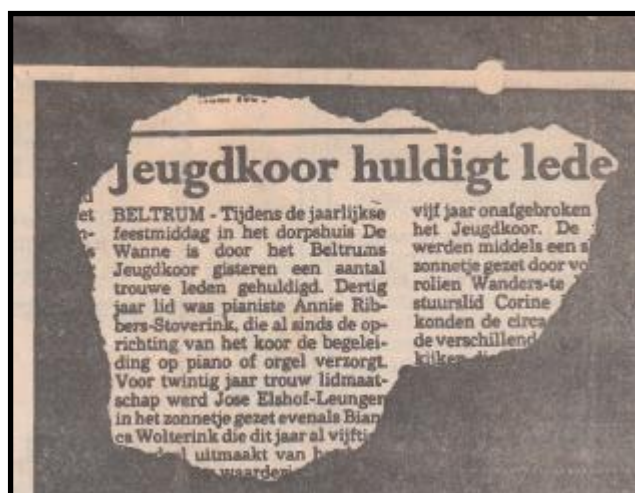 Jeugdkoor huldigt lede
BELTRUM - Tijdens de jaarlijkse
feestmiddag in het dorpshuis De
Wanne is door het Beltrums
Jeugdkoor gisteren een aantal
trouwe leden gehuldigd. Dertig
jaar lid was pianiste Annie Rib-
bers-Stoverink, die al sinds de op-
richting van het koor de begelei-
ding op piano of orgel verzorgt.
Voor twintig jaar trouw lidmaat-
schap werd Jose Elshof-Leunger
in het zonnetje gezet evenals Bian
ca Wolterink die dit jaar al vijfti
uitmaakt van
waarder
vijf jaar onafgebroken
het Jeugdkoor. De
werden middels een
zonnetje gezet door vo
rolien Wanders-te
stuurslid Corine
konden de circa
de verschillend
kijken